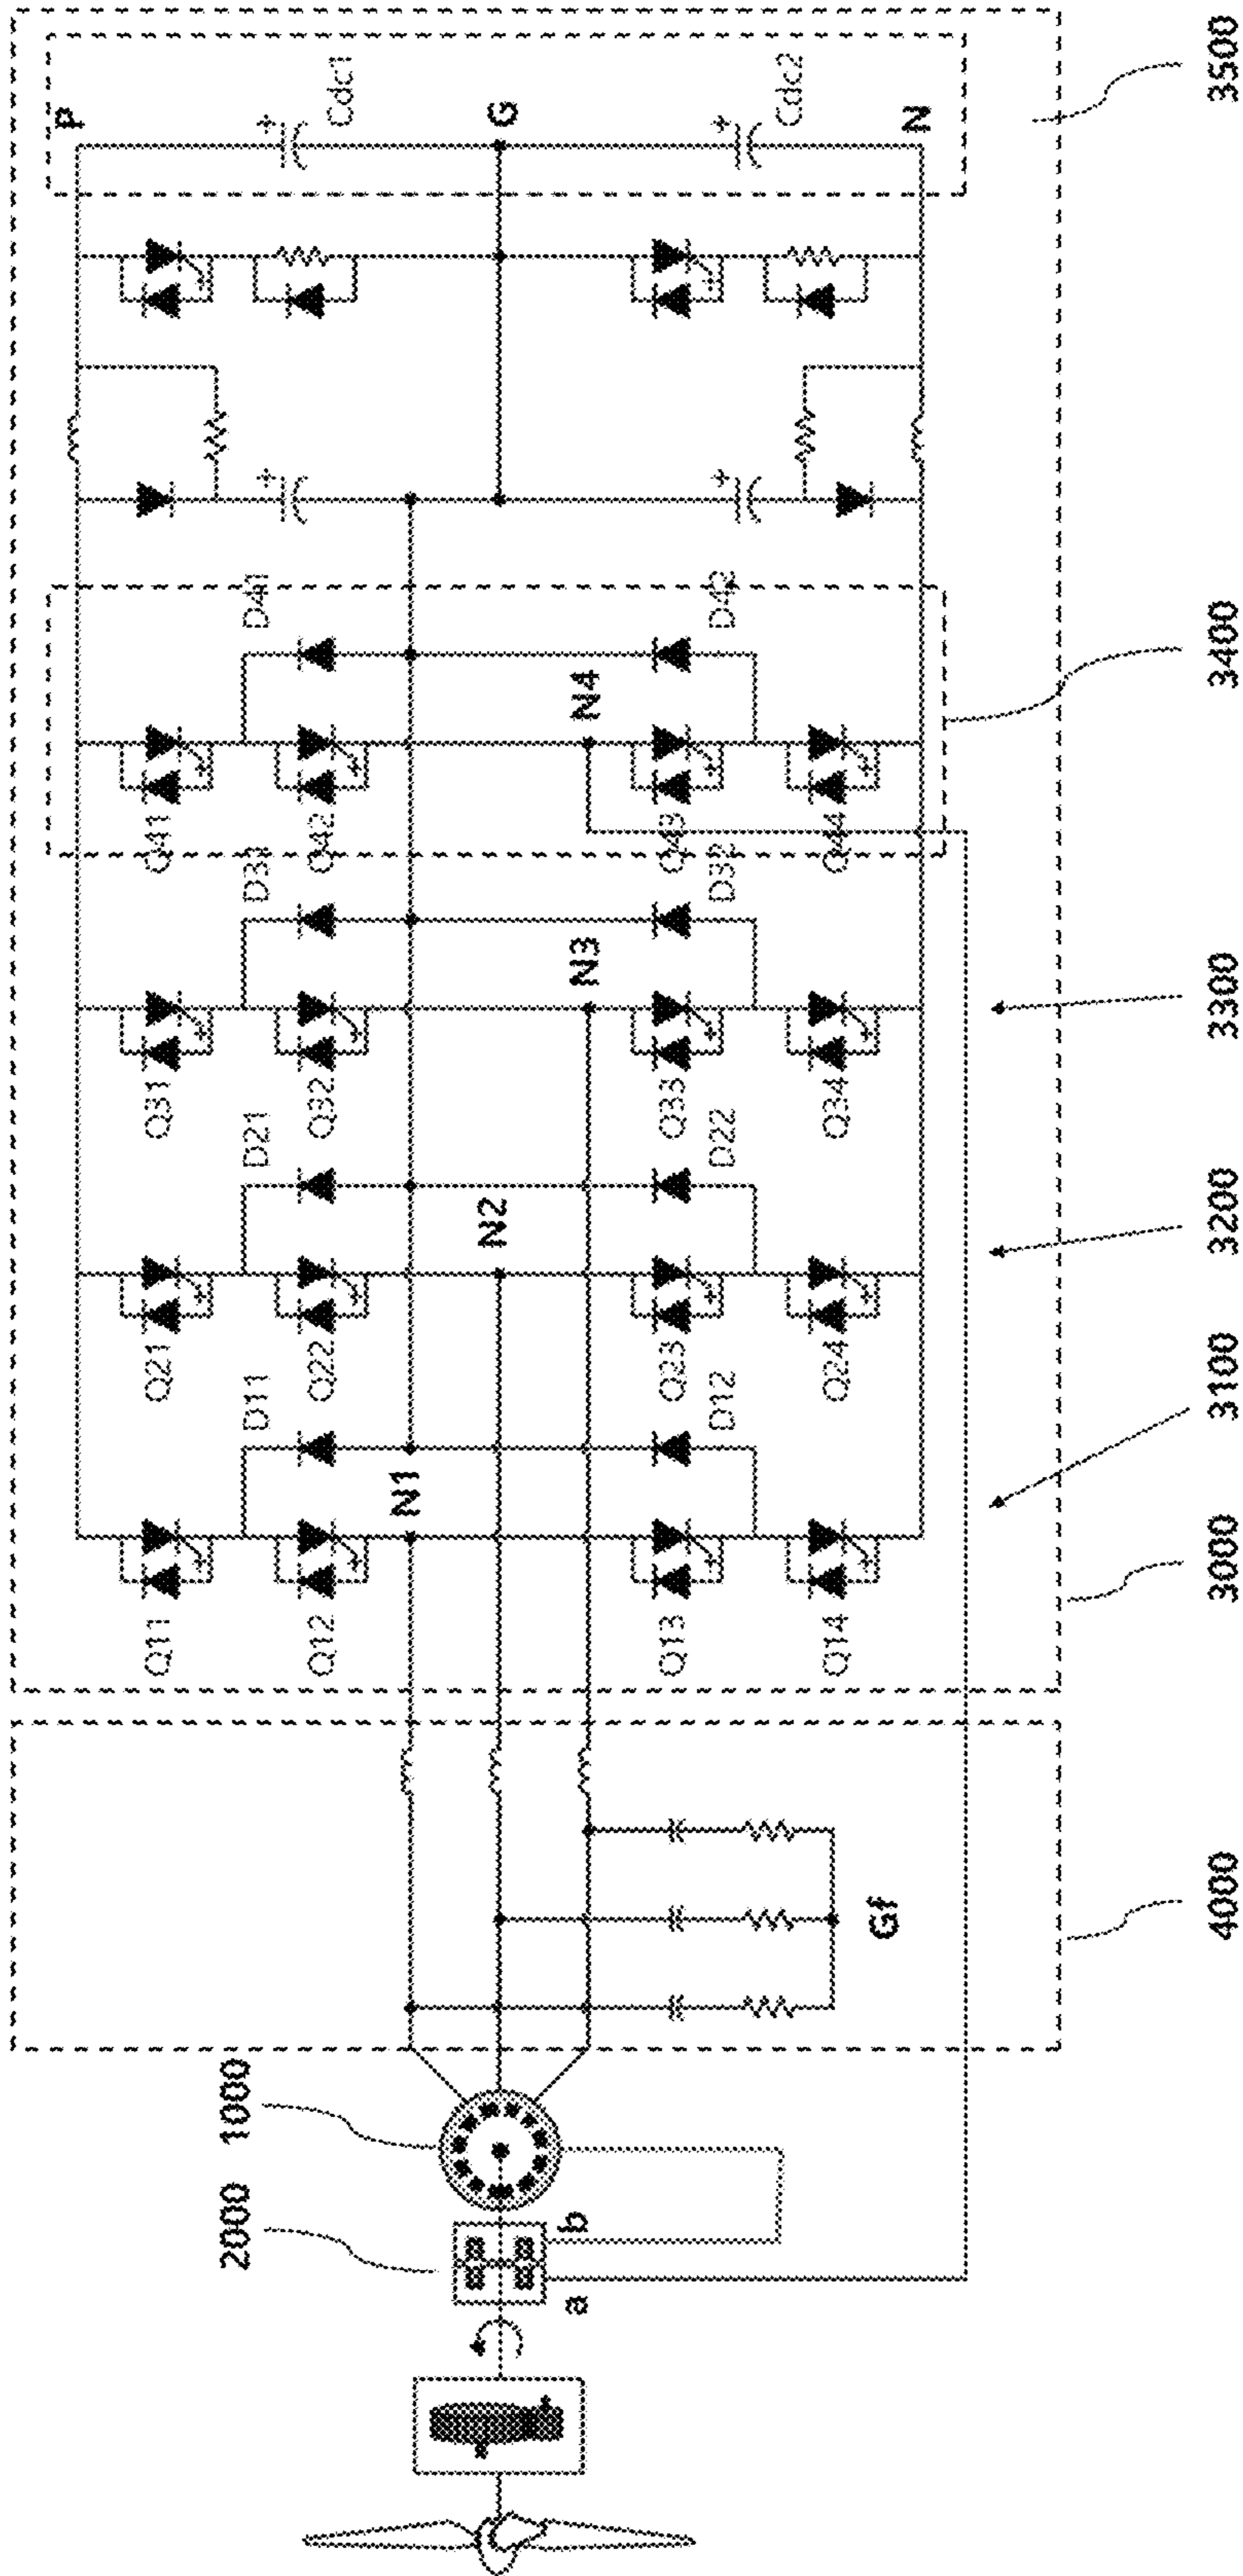 P
Q11 Q21 Q31 Q41
2000 1000 D11 D21 D31 D41
Q12 Q22 Q32 Q42 Cdc1
N1
N2 G
a b N3 N4
Q13 Q23 Q33 Q43
D12 D22 D32 D42
Cdc2
Q14 Q24 Q34 Q44
Gf
N
4000 3000 3100 3200 3300 3400 3500